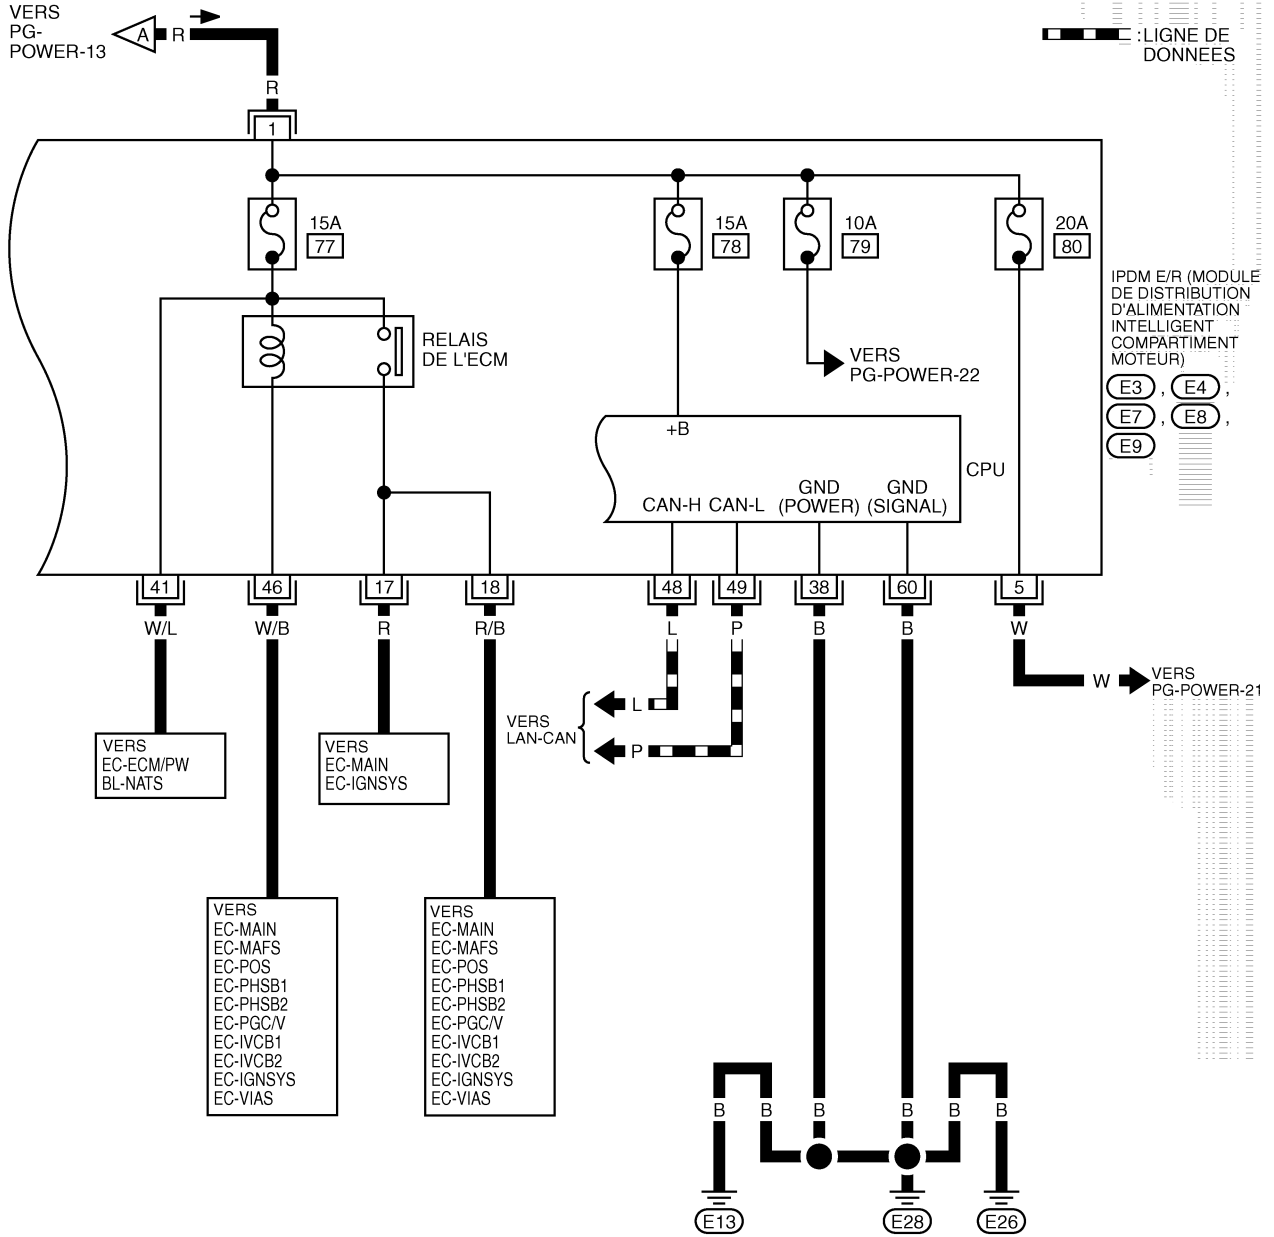 VERS
PG-
POWER-13
A
R
:LIGNE DE
DONNEES
R
1
15A
77
15A
78
10A
79
20A
80
IPDM E/R (MODULE
DE DISTRIBUTION
D'ALIMENTATION
INTELLIGENT
COMPARTIMENT
MOTEUR)
E3 , E4 ,
E7 , E8 ,
E9
RELAIS
DE L'ECM
VERS
PG-POWER-22
+B
CPU
CAN-H CAN-L
GND
(POWER)
GND
(SIGNAL)
41 46 17 18 48 49 38 60 5
W/L W/B R R/B L P B B W
W
VERS
PG-POWER-21
L
VERS
LAN-CAN
P
VERS
EC-ECM/PW
BL-NATS
VERS
EC-MAIN
EC-IGNSYS
VERS
EC-MAIN
EC-MAFS
EC-POS
EC-PHSB1
EC-PHSB2
EC-PGC/V
EC-IVCB1
EC-IVCB2
EC-IGNSYS
EC-VIAS
VERS
EC-MAIN
EC-MAFS
EC-POS
EC-PHSB1
EC-PHSB2
EC-PGC/V
EC-IVCB1
EC-IVCB2
EC-IGNSYS
EC-VIAS
B B B B B B
E13 E28 E26